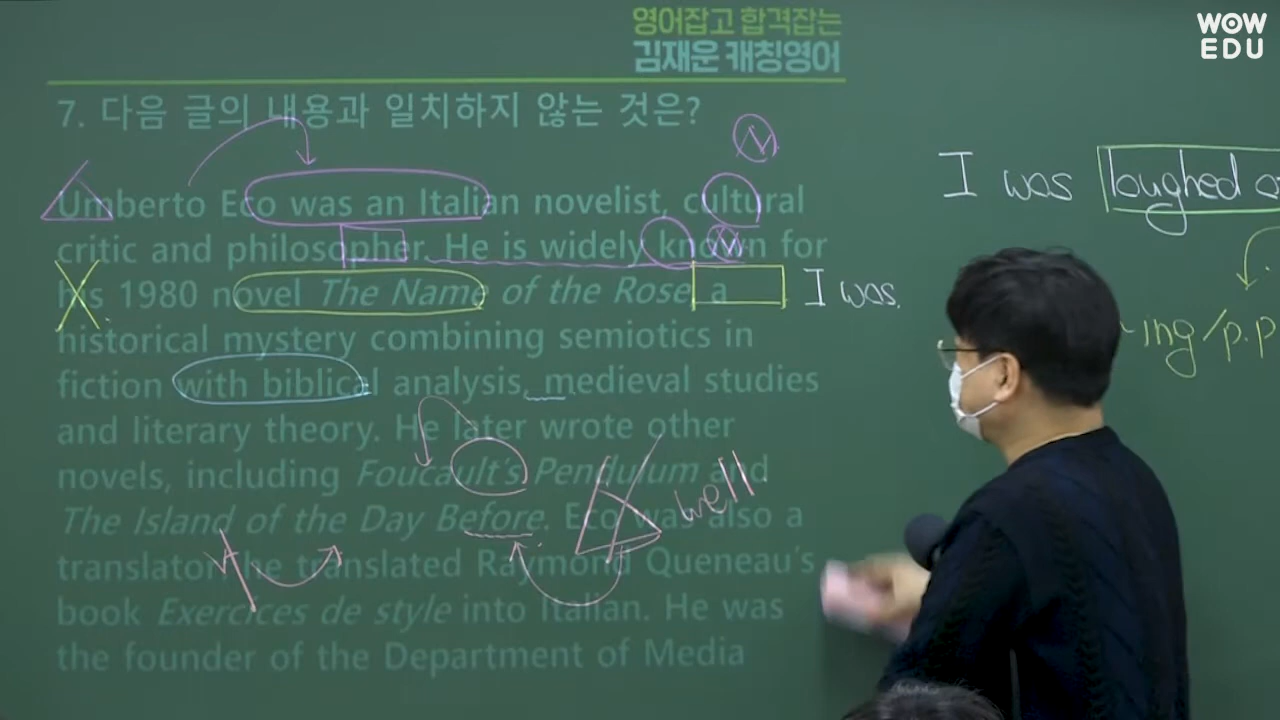 WOW
EDU
영어잡고 합격잡는
김재운 캐칭영어
7. 다음 글의 내용과 일치하지 않는 것은?
Umberto Eco was an Italian novelist, cultural
critic and philosopher. He is widely known for
his 1980 novel The Name of the Rose, a
historical mystery combining semiotics in
fiction with biblical analysis, medieval studies
and literary theory. He later wrote other
novels, including Foucault's Pendulum and
The Island of the Day Before. Eco was also a
translator: he translated Raymond Queneau's
book Exercices de style into Italian. He was
the founder of the Department of Media
N
N
I was
well
I was laughed
-ing/p.p